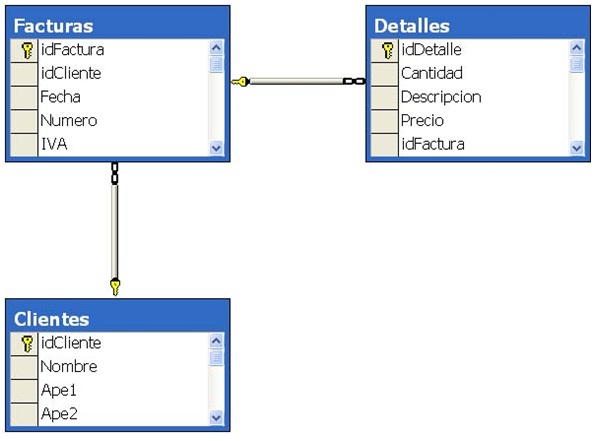 Facturas
idFactura
idCliente
Fecha
Numero
IVA
Detalles
idDetalle
Cantidad
Descripcion
Precio
idFactura
Clientes
idCliente
Nombre
Ape1
Ape2